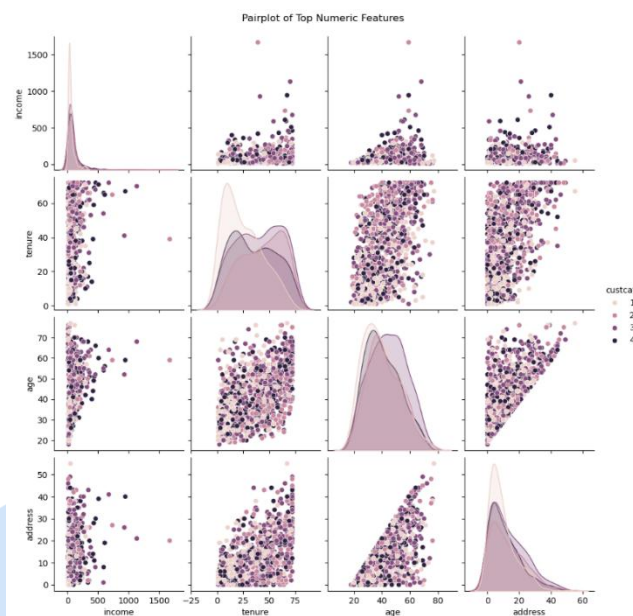 Pairplot of Top Numeric Features
1500
1000
500
0
income
60
40
20
0
tenure
custcat
1
2
3
4
70
60
50
40
30
20
age
50
40
30
20
10
0
address
0 500 1000 1500
−25 0 25 50 75
20 40 60 80
0 20 40 60
income tenure age address